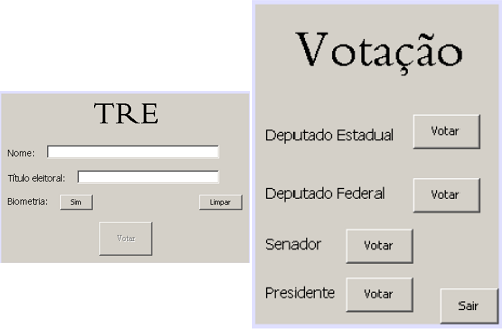 TRE
Nome:
Título eleitoral:
Biometria: Sim Limpar
Votar
Votação
Deputado Estadual Votar
Deputado Federal Votar
Senador Votar
Presidente Votar
Sair